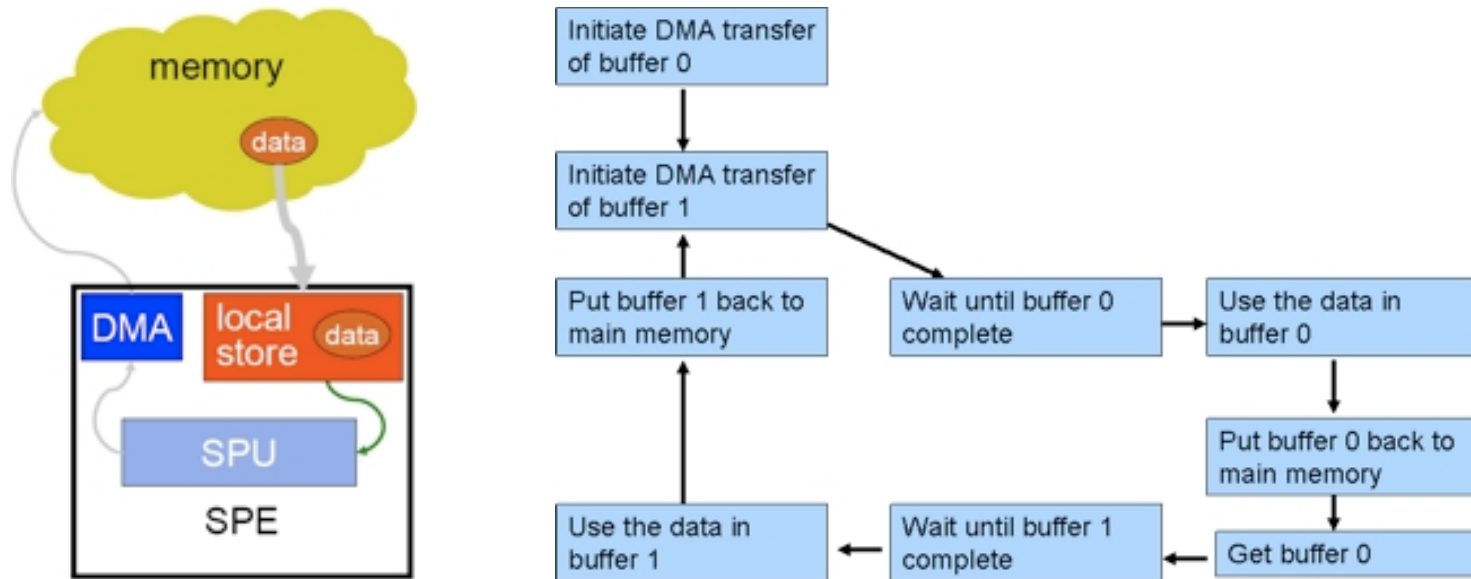 memory
data
DMA
local
store
data
SPU
SPE
Initiate DMA transfer
of buffer 0
Initiate DMA transfer
of buffer 1
Put buffer 1 back to
main memory
Wait until buffer 0
complete
Use the data in
buffer 0
Put buffer 0 back to
main memory
Use the data in
buffer 1
Wait until buffer 1
complete
Get buffer 0